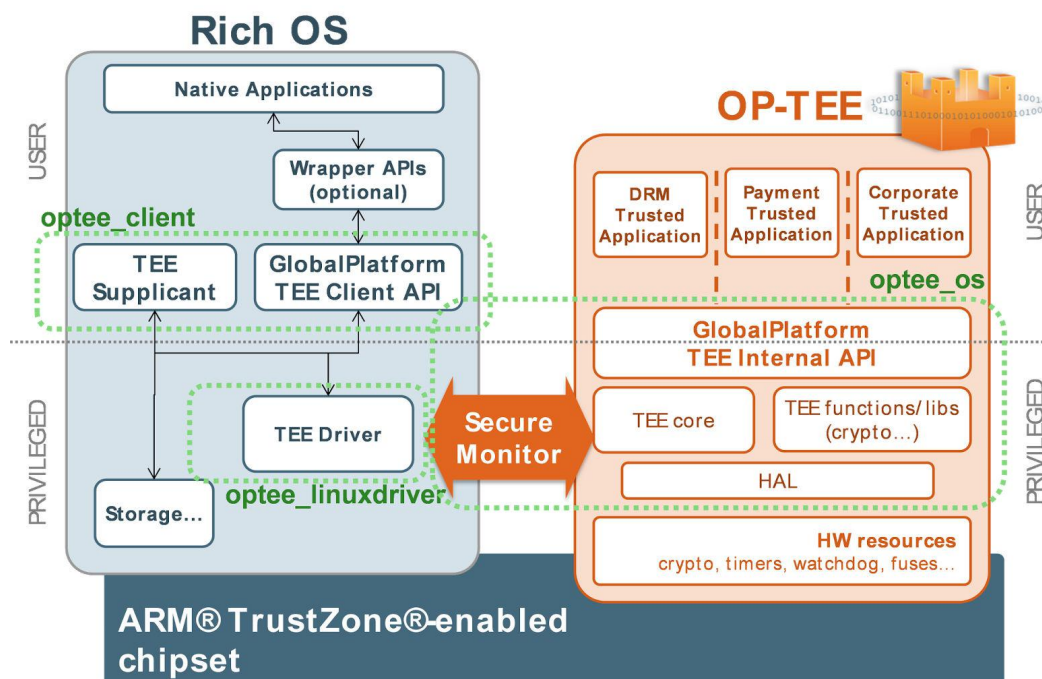 Rich OS
Native Applications
Wrapper APIs
(optional)
optee_client
TEE
Supplicant
GlobalPlatform
TEE Client API
TEE Driver
optee_linuxdriver
Storage...
USER
PRIVILEGED
Secure
Monitor
OP-TEE
DRM
Trusted
Application
Payment
Trusted
Application
Corporate
Trusted
Application
optee_os
GlobalPlatform
TEE Internal API
TEE core
TEE functions/libs
(crypto...)
HAL
HW resources
crypto, timers, watchdog, fuses...
USER
PRIVILEGED
ARM® TrustZone®-enabled
chipset